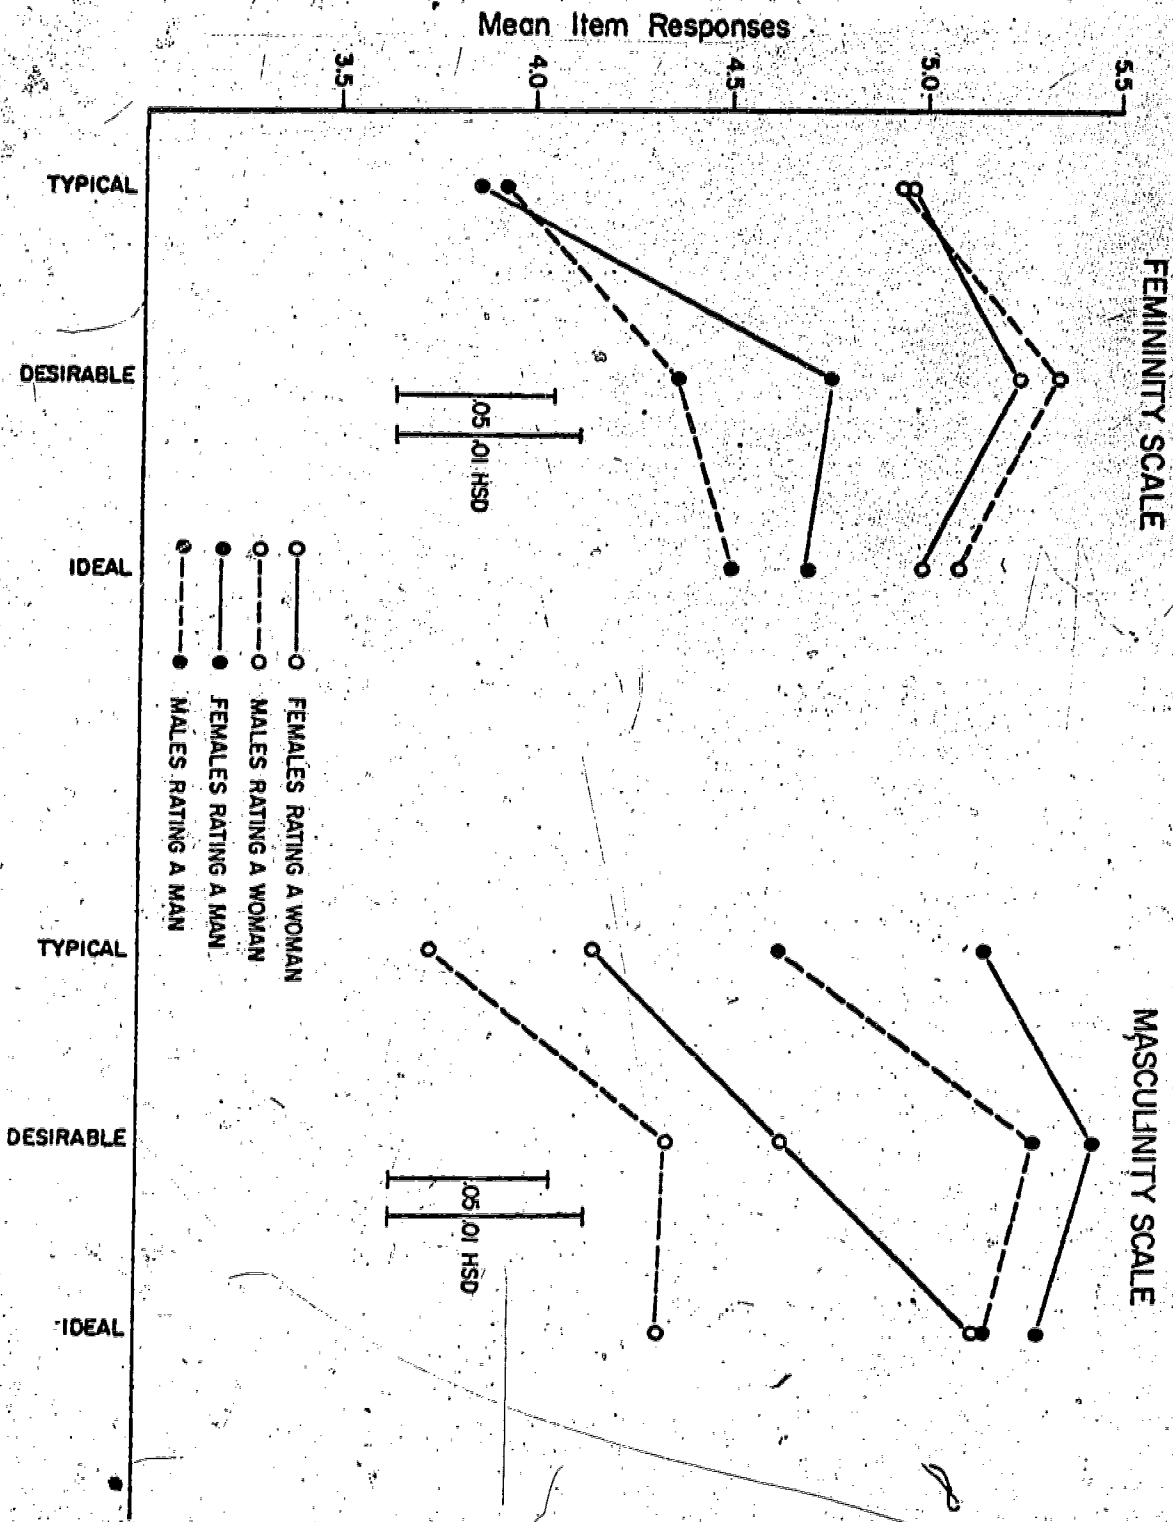 Mean Item Responses
3.5
4.0
4.5
5.0
5.5
FEMININITY SCALE
TYPICAL
DESIRABLE
IDEAL
.05 .01 HSD
FEMALES RATING A WOMAN
MALES RATING A WOMAN
FEMALES RATING A MAN
MALES RATING A MAN
MASCULINITY SCALE
TYPICAL
DESIRABLE
IDEAL
.05 .01 HSD